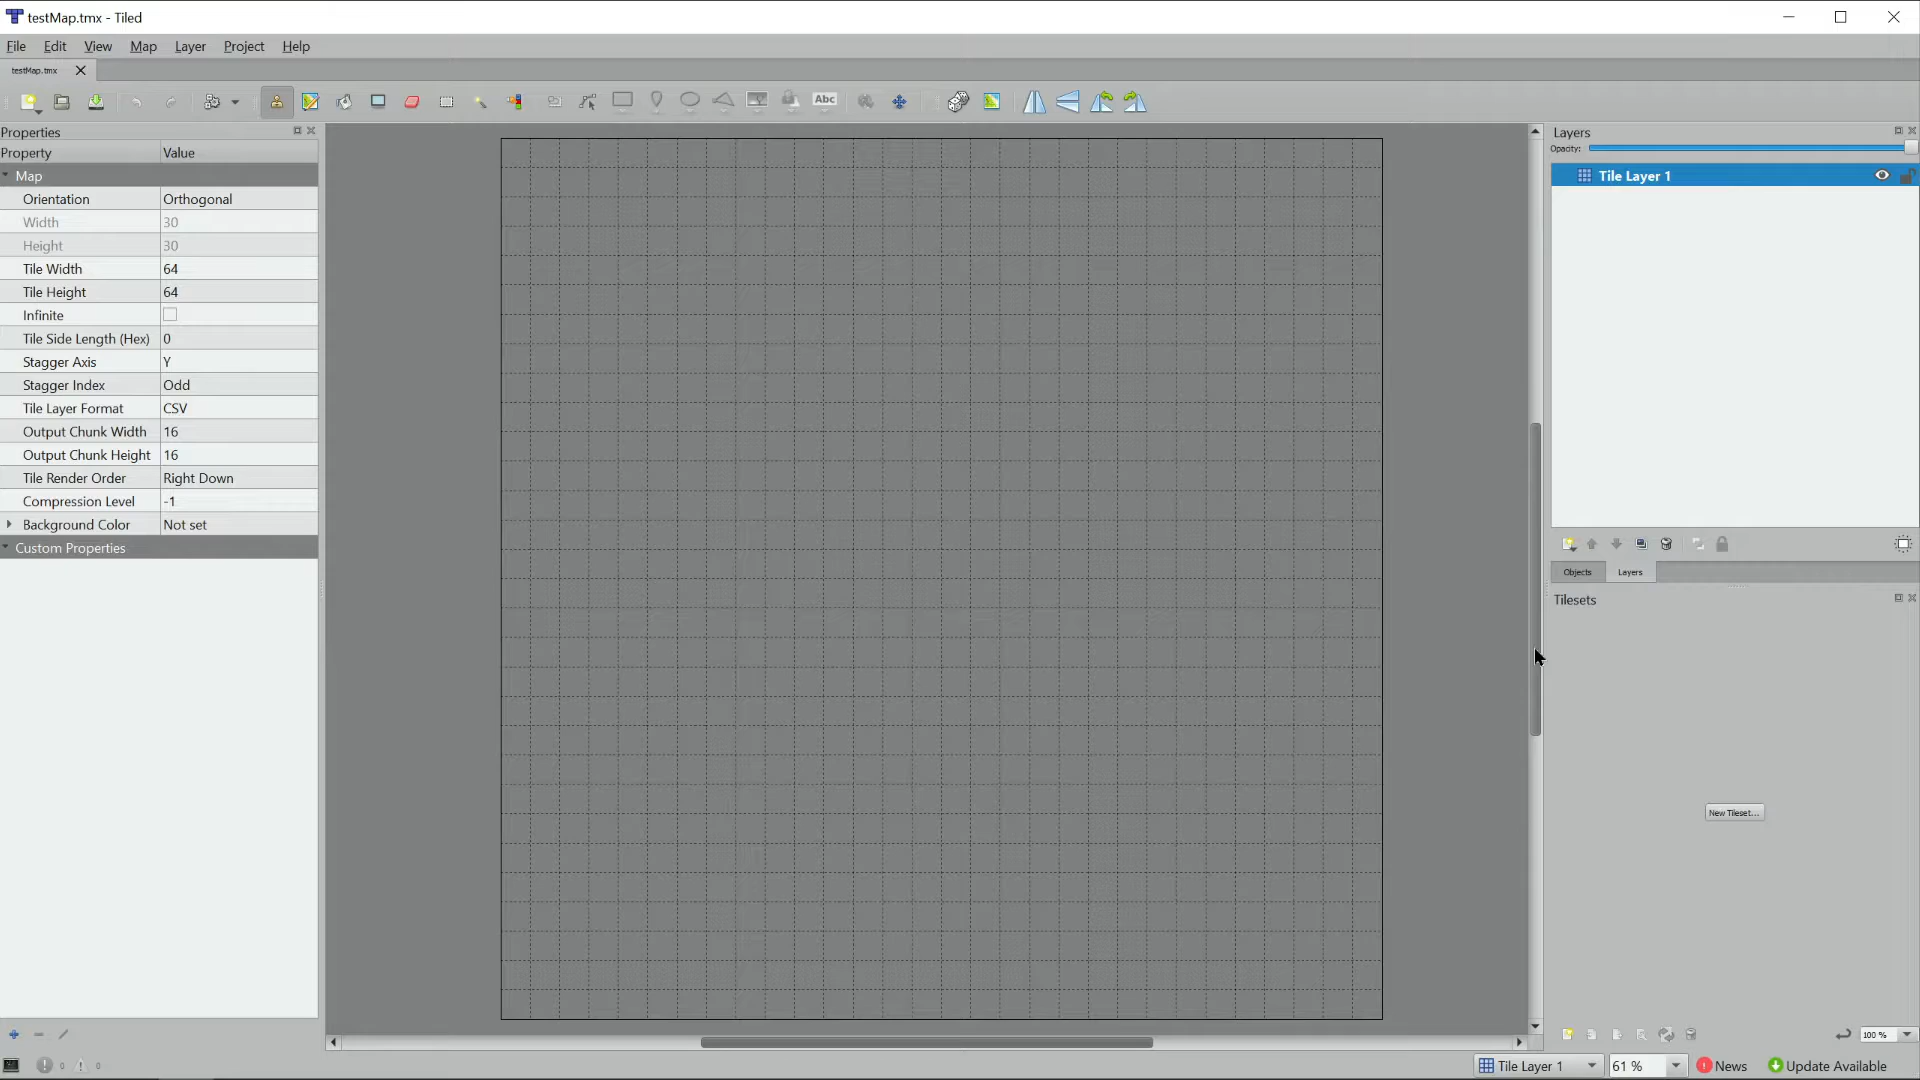 testMap.tmx - Tiled
File Edit View Map Layer Project Help
testMap.tmx
Abc
Properties
Property Value
Map
Orientation Orthogonal
Width 30
Height 30
Tile Width 64
Tile Height 64
Infinite
Tile Side Length (Hex) 0
Stagger Axis Y
Stagger Index Odd
Tile Layer Format CSV
Output Chunk Width 16
Output Chunk Height 16
Tile Render Order Right Down
Compression Level -1
Background Color Not set
Custom Properties
Layers
Opacity:
Tile Layer 1
Objects Layers
Tilesets
New Tileset...
100 %
0 0
Tile Layer 1 61 % News Update Available